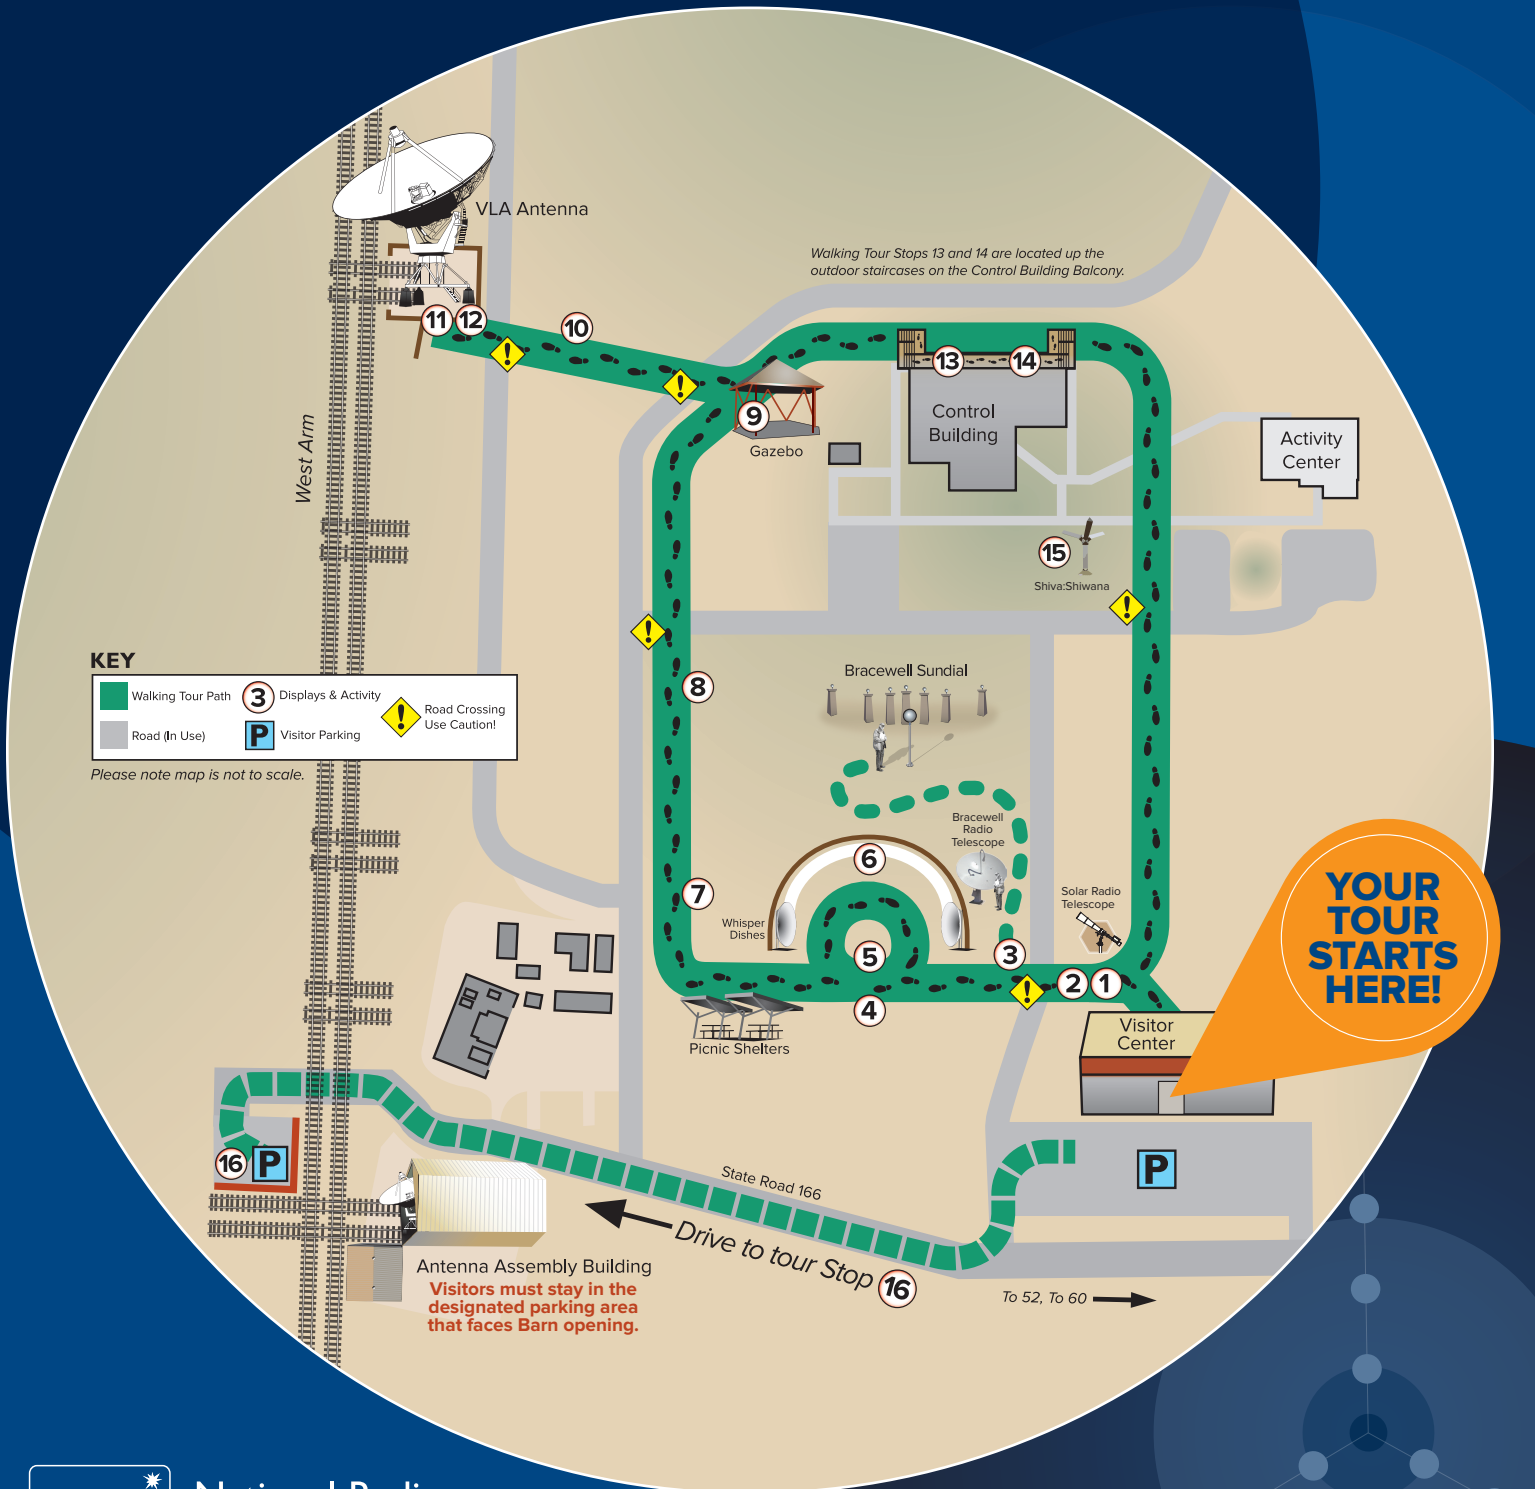 VLA Antenna
Walking Tour Stops 13 and 14 are located up the
outdoor staircases on the Control Building Balcony.
11
12
10
13
14
9
Gazebo
Control
Building
Activity
Center
West Arm
15
Shiva:Shiwana
KEY
Walking Tour Path
3
Displays & Activity
Road Crossing
Use Caution!
Road (In Use)
P
Visitor Parking
Please note map is not to scale.
8
Bracewell Sundial
Bracewell
Radio
Telescope
6
7
Whisper
Dishes
Solar Radio
Telescope
5
3
2
1
4
Picnic Shelters
Visitor
Center
YOUR
TOUR
STARTS
HERE!
16
P
State Road 166
P
Drive to tour Stop 16
Antenna Assembly Building
Visitors must stay in the
designated parking area
that faces Barn opening.
To 52, To 60